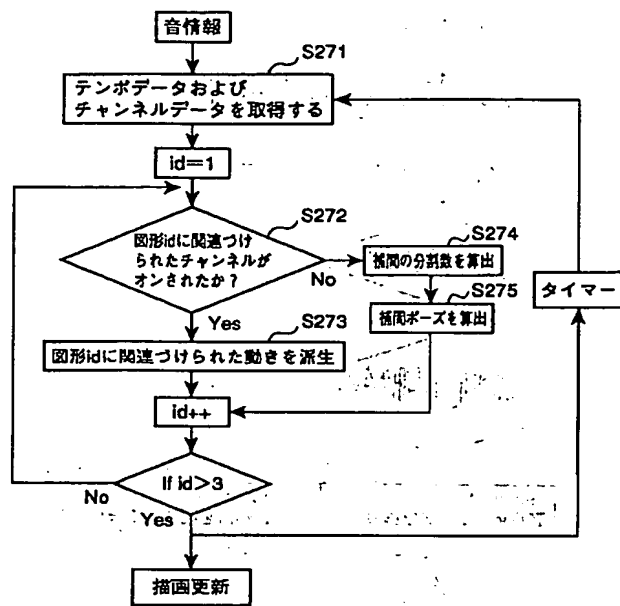 音情報
S271
テンポデータおよび
チャンネルデータを取得する
id=1
S272
図形idに関連づけ
られたチャンネルが
オンされたか?
No
S274
補間の分割数を算出
S275
補間ポーズを算出
タイマー
Yes
S273
図形idに関連づけられた動きを派生
id++
If id>3
No
Yes
描画更新